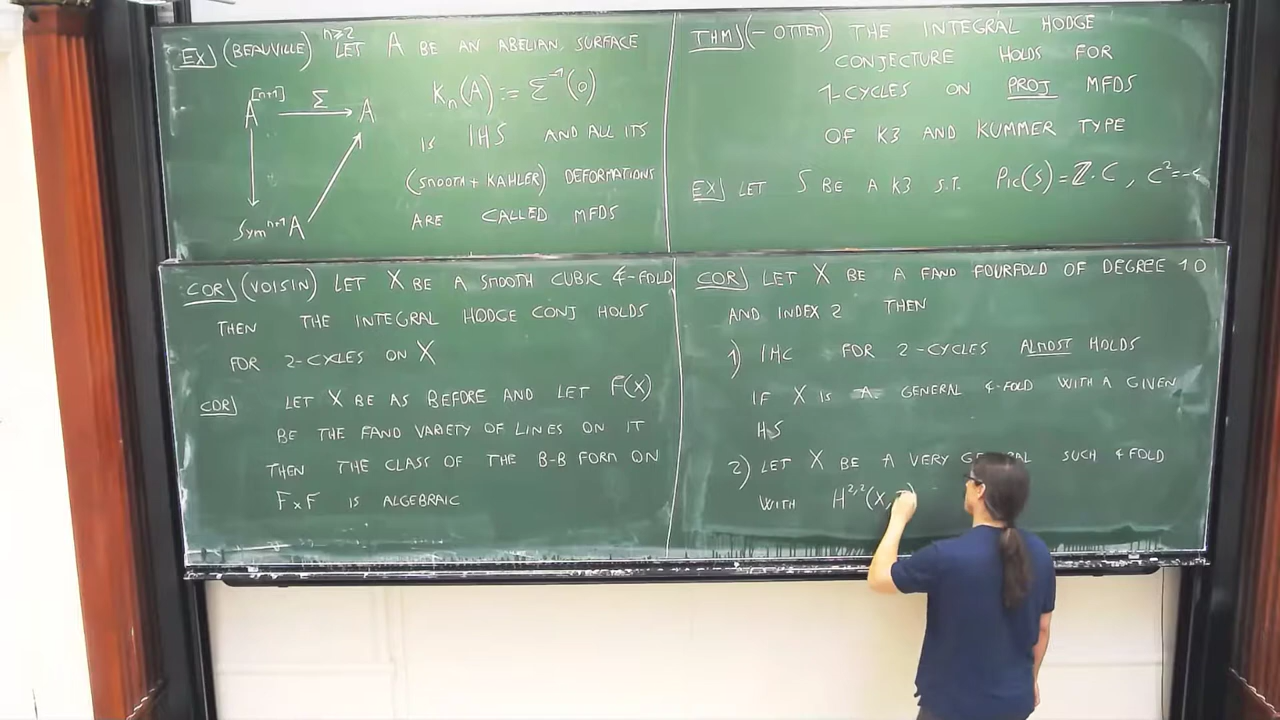 EX) (BEAUVILLE) n≥2 LET A BE AN ABELIAN SURFACE
A^[n+1] Σ→ A
K_n(A) := Σ^-1(0)
IS IHS AND ALL ITS
(SMOOTH + KAHLER) DEFORMATIONS
Sym^n+1 A
ARE CALLED MFDS
THM) (- OTTEM) THE INTEGRAL HODGE
CONJECTURE HOLDS FOR
1-CYCLES ON PROJ MFDS
OF K3 AND KUMMER TYPE
EX) LET S BE A K3 S.T. Pic(S) = Z·C, C²=-
COR) (VOISIN) LET X BE A SMOOTH CUBIC 4-FOLD
THEN THE INTEGRAL HODGE CONJ HOLDS
FOR 2-CYCLES ON X
COR) LET X BE AS BEFORE AND LET F(X)
BE THE FANO VARIETY OF LINES ON IT
THEN THE CLASS OF THE B-B FORM ON
F×F IS ALGEBRAIC
COR) LET X BE A FANO FOURFOLD OF DEGREE 10
AND INDEX 2 THEN
1) IHC FOR 2-CYCLES ALMOST HOLDS
IF X IS A GENERAL 4-FOLD WITH A GIVEN
HS
2) LET X BE A VERY GENERAL SUCH 4FOLD
WITH H^2,2(X,